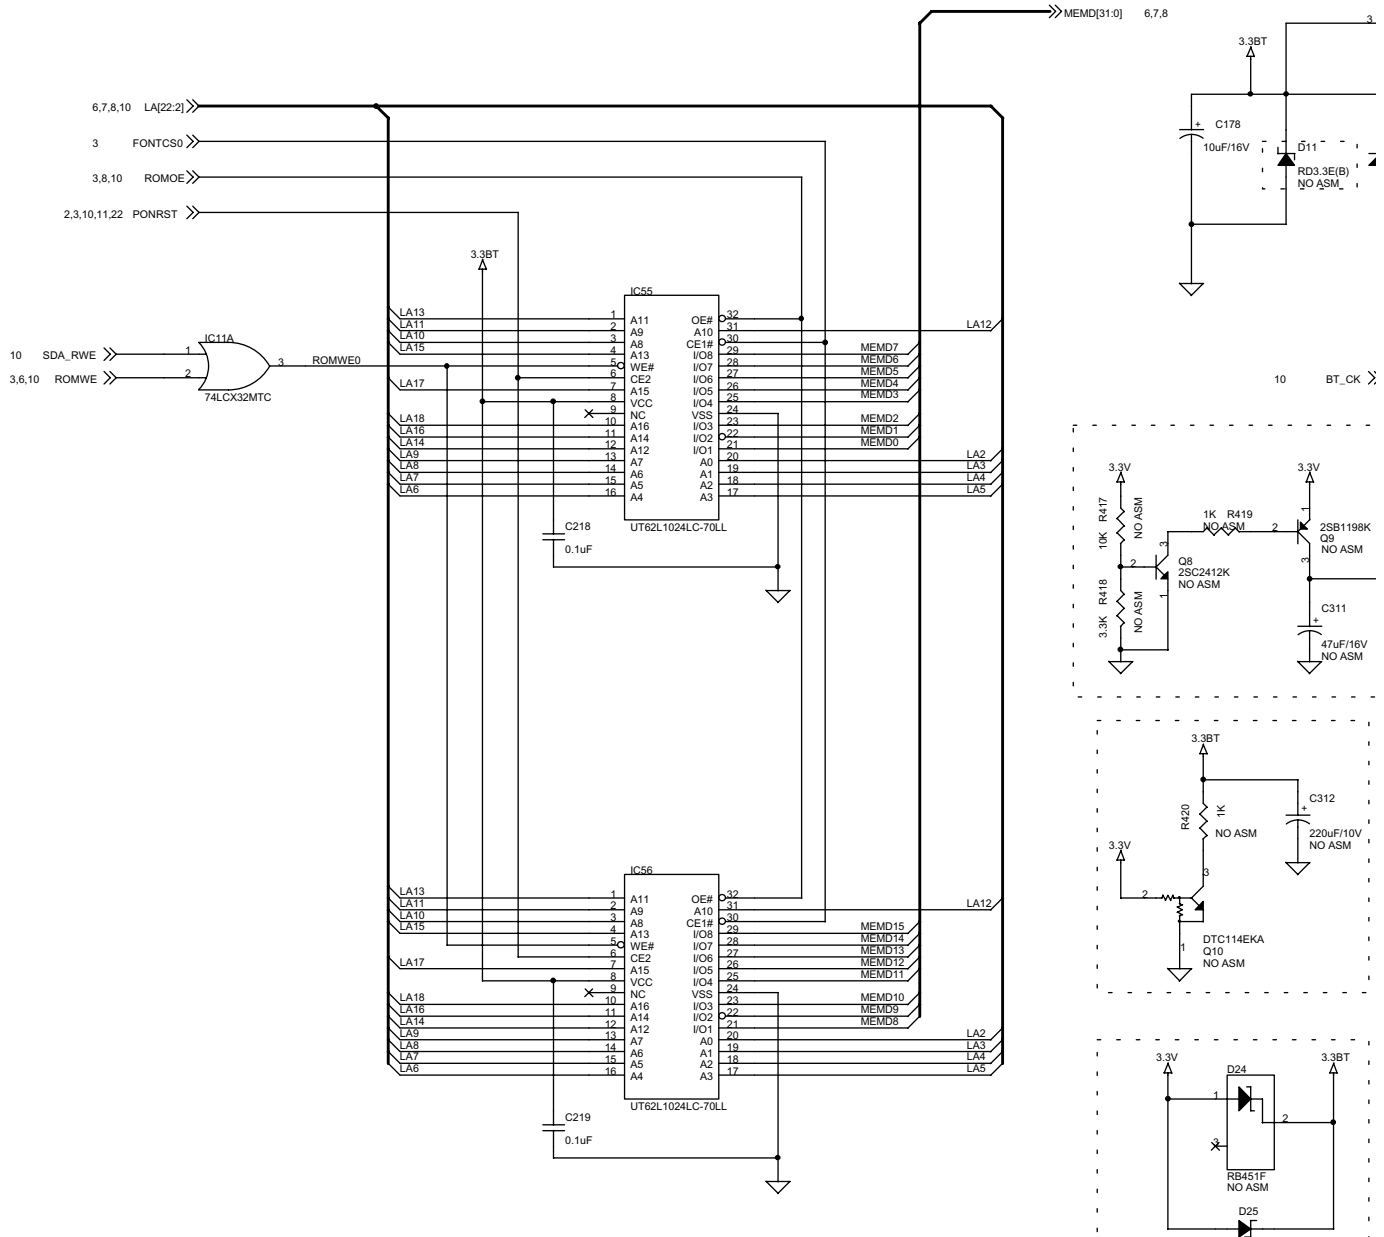 MEMD[31:0] 6,7,8
3
3.3BT
C178
+
10uF/16V
D11
RD3.3E(B)
NO ASM
6,7,8,10 LA[22:2]
3 FONTCS0
3,8,10 ROMOE
2,3,10,11,22 PONRST
3.3BT
10 SDA_RWE
3,6,10 ROMWE
1
2
IC11A
3
74LCX32MTC
ROMWE0
IC55
LA13 1 A11 OE# 32
LA11 2 A9 A10 31 LA12
LA10 3 A8 CE1# 30
LA15 4 A13 I/O8 29 MEMD7
5 WE# I/O7 28 MEMD6
6 CE2 I/O6 27 MEMD5
LA17 7 A15 I/O5 26 MEMD4
8 VCC I/O4 25 MEMD3
9 NC VSS 24
LA18 10 A16 I/O3 23 MEMD2
LA16 11 A14 I/O2 22 MEMD1
LA14 12 A12 I/O1 21 MEMD0
LA9 13 A7 A0 20 LA2
LA8 14 A6 A1 19 LA3
LA7 15 A5 A2 18 LA4
LA6 16 A4 A3 17 LA5
UT62L1024LC-70LL
C218
0.1uF
10 BT_CK
3.3V
10K R417
NO ASM
3.3K R418
NO ASM
2
3
1
Q8
2SC2412K
NO ASM
1K R419
NO ASM
2
3.3V
1
3
2SB1198K
Q9
NO ASM
C311
+
47uF/16V
NO ASM
3.3BT
R420
1K
NO ASM
C312
+
220uF/10V
NO ASM
3.3V
2
3
1
DTC114EKA
Q10
NO ASM
IC56
LA13 1 A11 OE# 32
LA11 2 A9 A10 31 LA12
LA10 3 A8 CE1# 30
LA15 4 A13 I/O8 29 MEMD15
5 WE# I/O7 28 MEMD14
6 CE2 I/O6 27 MEMD13
LA17 7 A15 I/O5 26 MEMD12
8 VCC I/O4 25 MEMD11
9 NC VSS 24
LA18 10 A16 I/O3 23 MEMD10
LA16 11 A14 I/O2 22 MEMD9
LA14 12 A12 I/O1 21 MEMD8
LA9 13 A7 A0 20 LA2
LA8 14 A6 A1 19 LA3
LA7 15 A5 A2 18 LA4
LA6 16 A4 A3 17 LA5
UT62L1024LC-70LL
C219
0.1uF
3.3V
3.3BT
D24
1
2
3
RB451F
NO ASM
D25